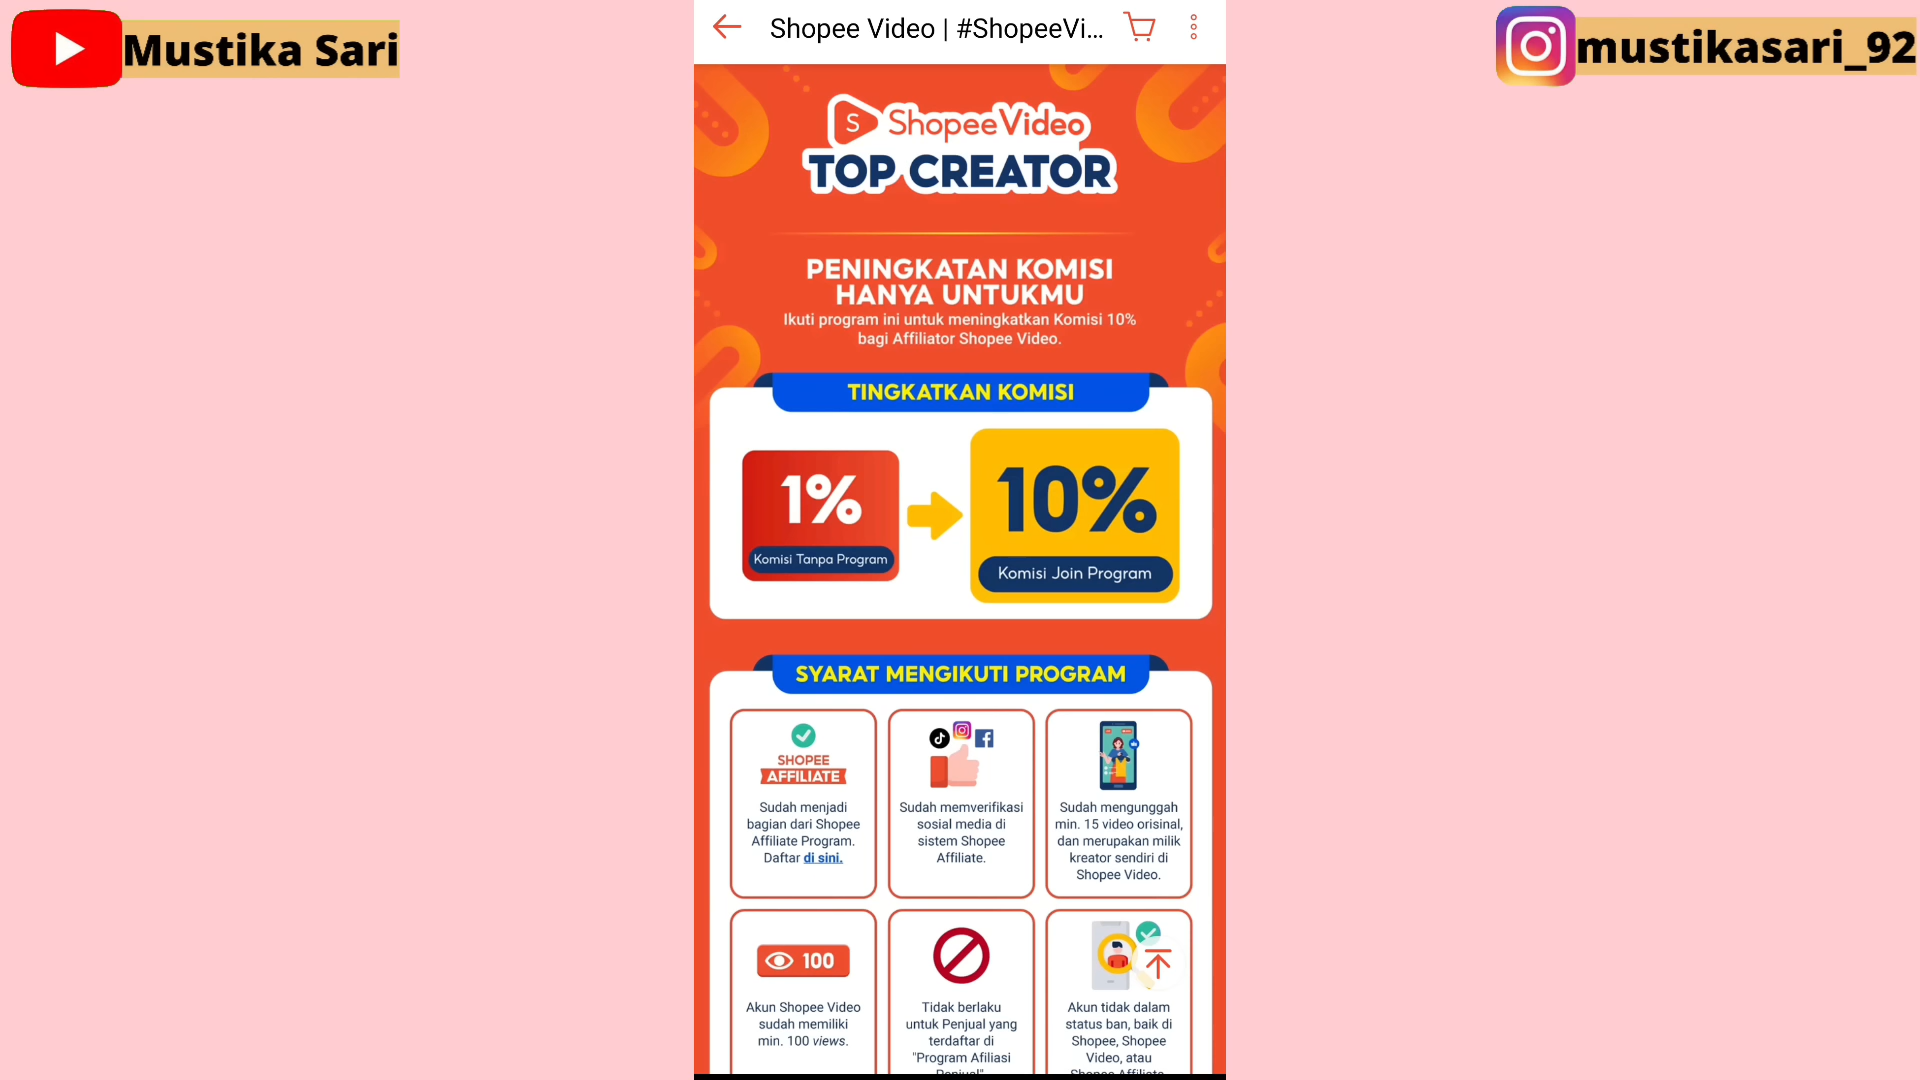 Mustika Sari
mustikasari_92
Shopee Video | #ShopeeVi...
S ShopeeVideo
TOP CREATOR
PENINGKATAN KOMISI
HANYA UNTUKMU
Ikuti program ini untuk meningkatkan Komisi 10%
bagi Affiliator Shopee Video.
TINGKATKAN KOMISI
1%
Komisi Tanpa Program
10%
Komisi Join Program
SYARAT MENGIKUTI PROGRAM
SHOPEE
AFFILIATE
Sudah menjadi
bagian dari Shopee
Affiliate Program.
Daftar di sini.
Sudah memverifikasi
sosial media di
sistem Shopee
Affiliate.
Sudah mengunggah
min. 15 video orisinal,
dan merupakan milik
kreator sendiri di
Shopee Video.
100
Akun Shopee Video
sudah memiliki
min. 100 views.
Tidak berlaku
untuk Penjual yang
terdaftar di
"Program Afiliasi
Penjual"
Akun tidak dalam
status ban, baik di
Shopee, Shopee
Video, atau
Shopee Affiliate